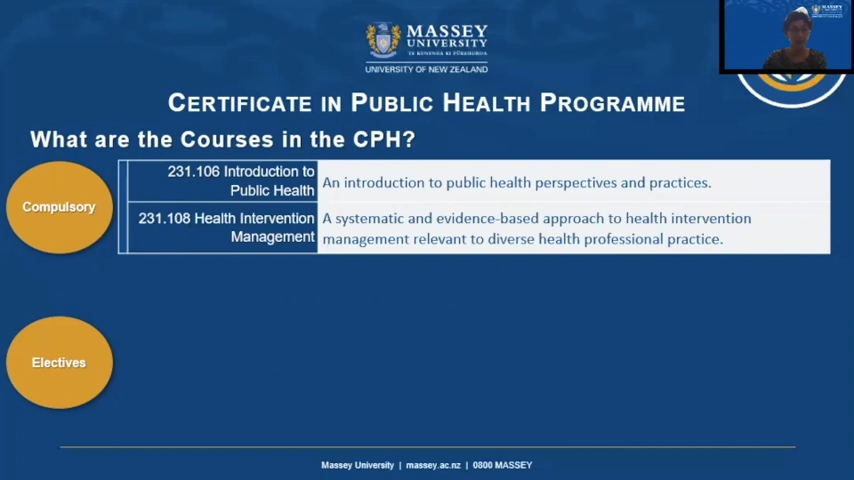 MASSEY
UNIVERSITY
TE KUNENGA KI PŪREHUROA
UNIVERSITY OF NEW ZEALAND
CERTIFICATE IN PUBLIC HEALTH PROGRAMME
What are the Courses in the CPH?
Compulsory
231.106 Introduction to
Public Health
An introduction to public health perspectives and practices.
231.108 Health Intervention
Management
A systematic and evidence-based approach to health intervention
management relevant to diverse health professional practice.
Electives
Massey University | massey.ac.nz | 0800 MASSEY